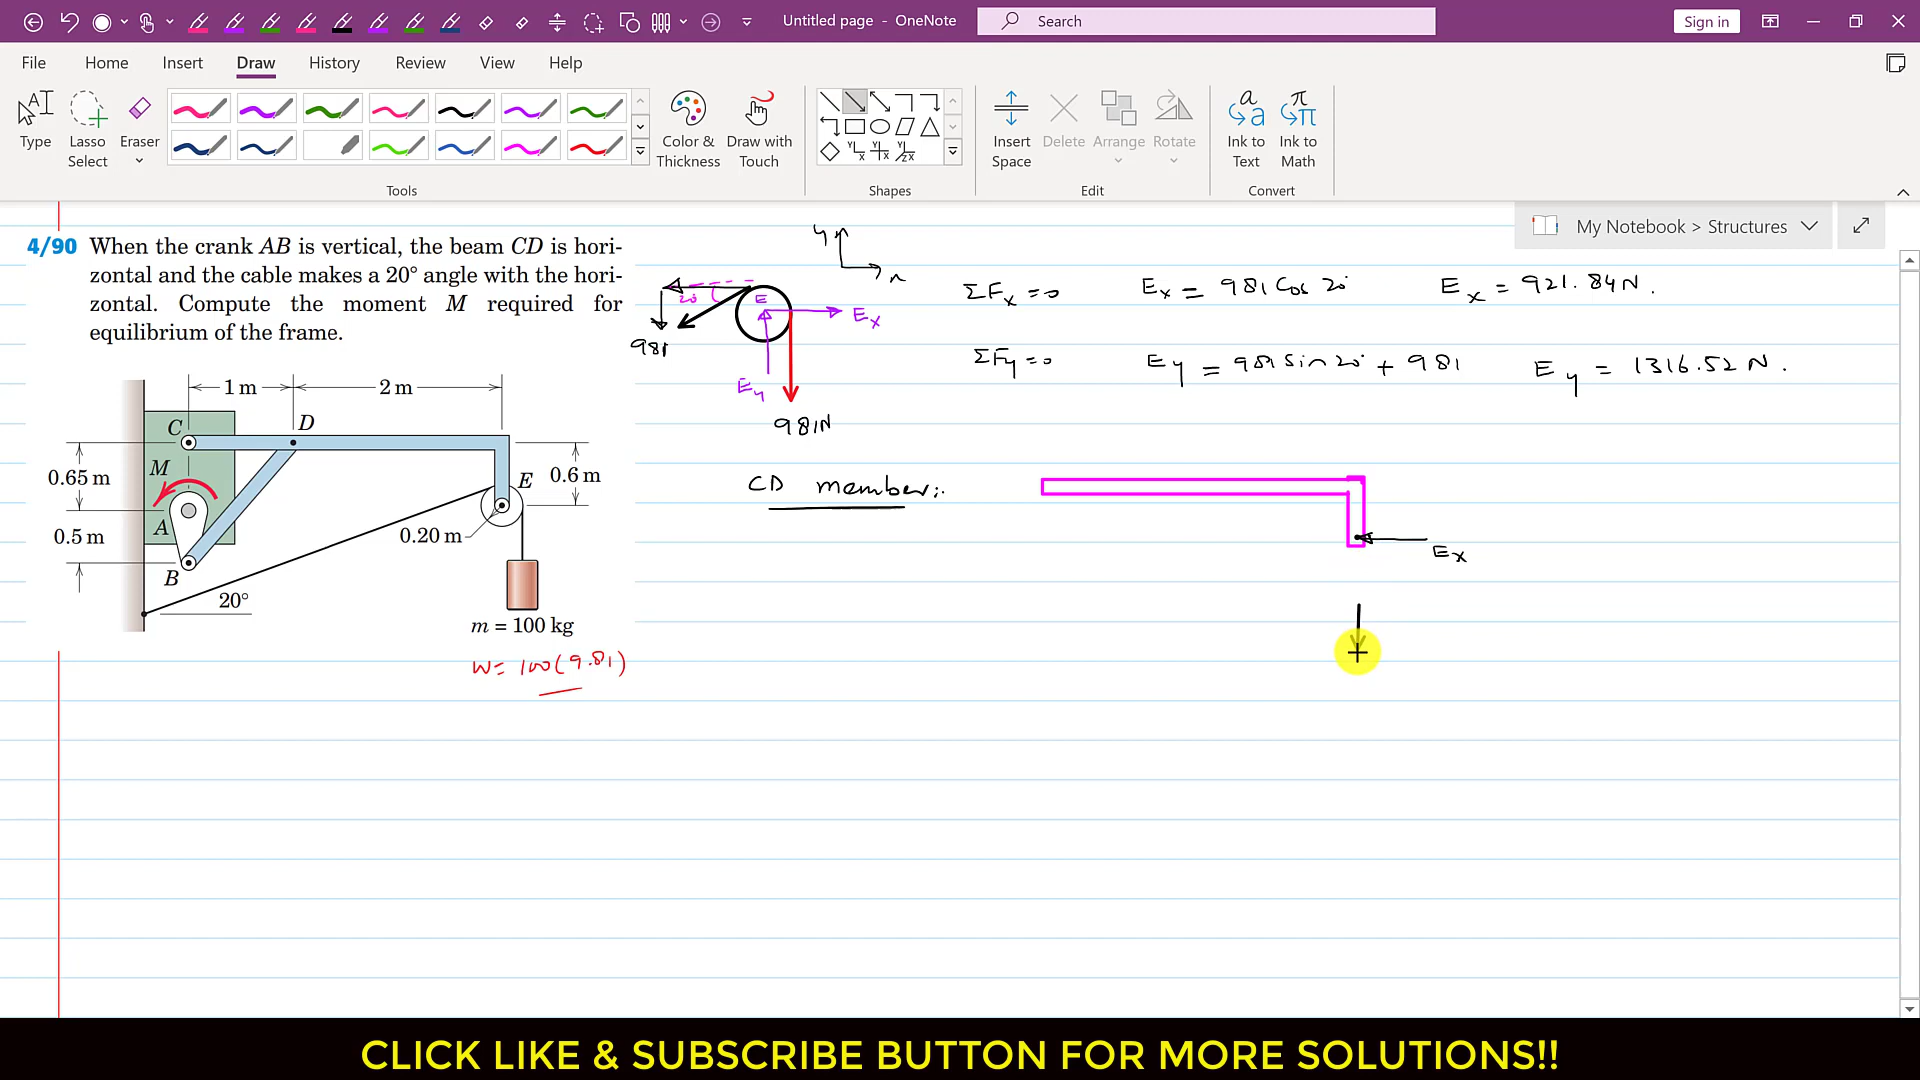 Untitled page - OneNote
Search
Sign in
File Home Insert Draw History Review View Help
Type
Lasso Select
Eraser
Color & Thickness
Draw with Touch
Insert Space
Delete
Arrange
Rotate
Ink to Text
Ink to Math
Tools
Shapes
Edit
Convert
My Notebook > Structures
4/90 When the crank AB is vertical, the beam CD is hori-
zontal and the cable makes a 20° angle with the hori-
zontal. Compute the moment M required for
equilibrium of the frame.
1 m
2 m
C
D
M
0.65 m
E
0.6 m
A
0.5 m
0.20 m
B
20°
m = 100 kg
W = 100(9.81)
y
x
20
E
Ex
981
Ey
981N
ΣFx = 0 Ex = 981 Cos 20° Ex = 921.84 N.
ΣFy = 0 Ey = 981 Sin 20° + 981 Ey = 1316.52 N.
CD member:.
Ex
CLICK LIKE & SUBSCRIBE BUTTON FOR MORE SOLUTIONS!!